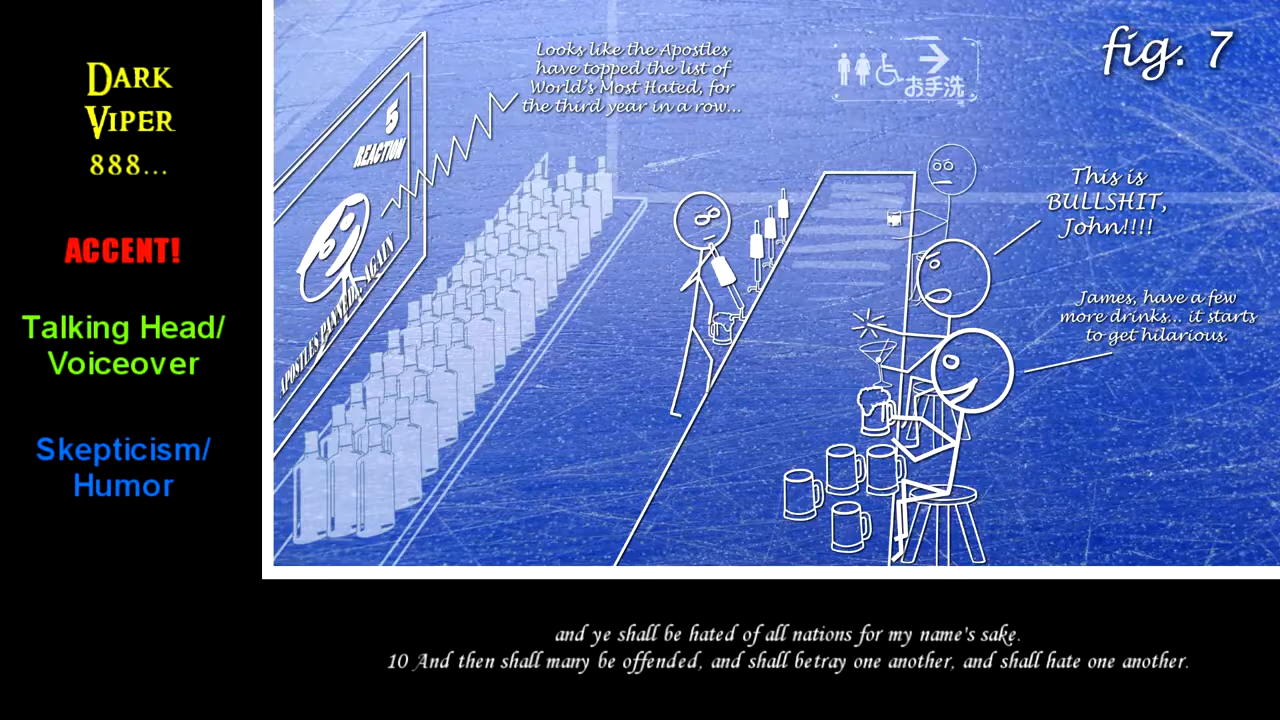 DARK
VIPER
888...
ACCENT!
Talking Head/
Voiceover
Skepticism/
Humor
fig. 7
Looks like the Apostles
have topped the list of
World's Most Hated, for
the third year in a row...
お手洗
5
REACTION
APOSTLES PANNED... AGAIN
This is
BULLSHIT,
John!!!!
James, have a few
more drinks... it starts
to get hilarious.
and ye shall be hated of all nations for my name's sake.
10 And then shall many be offended, and shall betray one another, and shall hate one another.